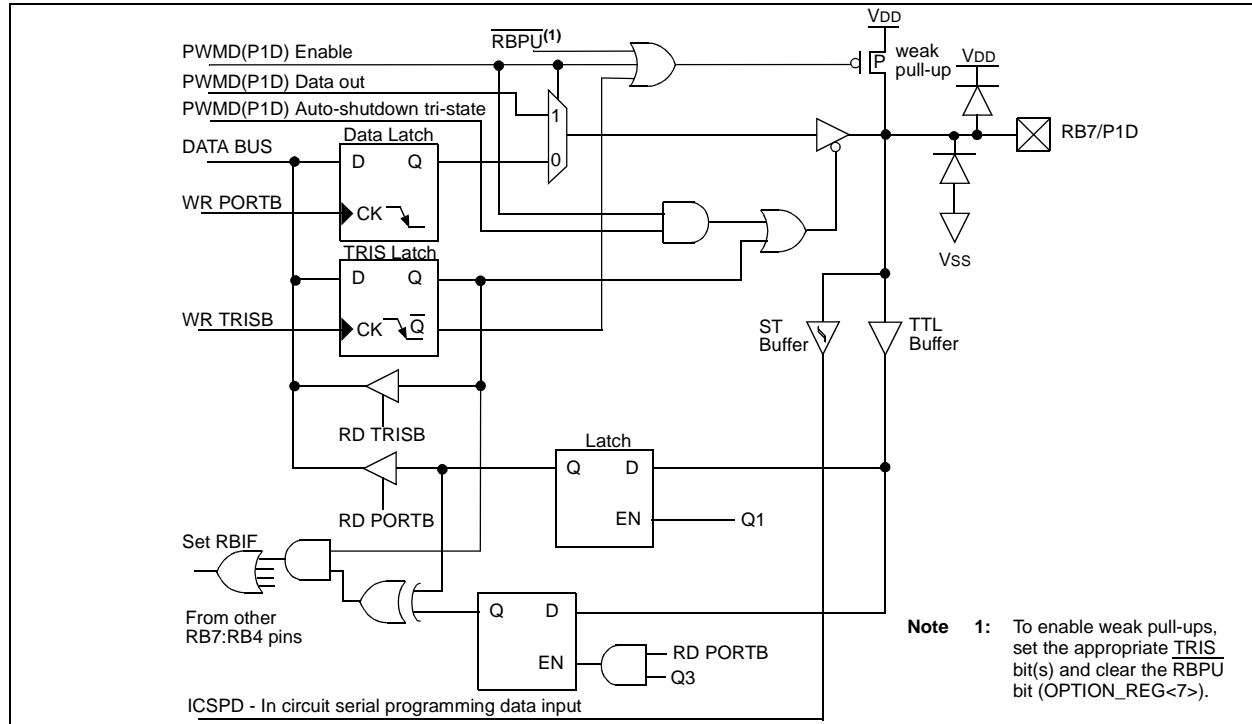 VDD
RBPU(1)
PWMD(P1D) Enable
weak
pull-up
P
VDD
PWMD(P1D) Data out
PWMD(P1D) Auto-shutdown tri-state
1
0
RB7/P1D
Data Latch
DATA BUS
D Q
WR PORTB
CK
TRIS Latch
D Q
VSS
WR TRISB
CK Q
ST
Buffer
TTL
Buffer
RD TRISB
Latch
Q D
RD PORTB
EN
Q1
Set RBIF
From other
RB7:RB4 pins
Q D
EN
RD PORTB
Q3
Note 1: To enable weak pull-ups,
set the appropriate TRIS
bit(s) and clear the RBPU
bit (OPTION_REG<7>).
ICSPD - In circuit serial programming data input